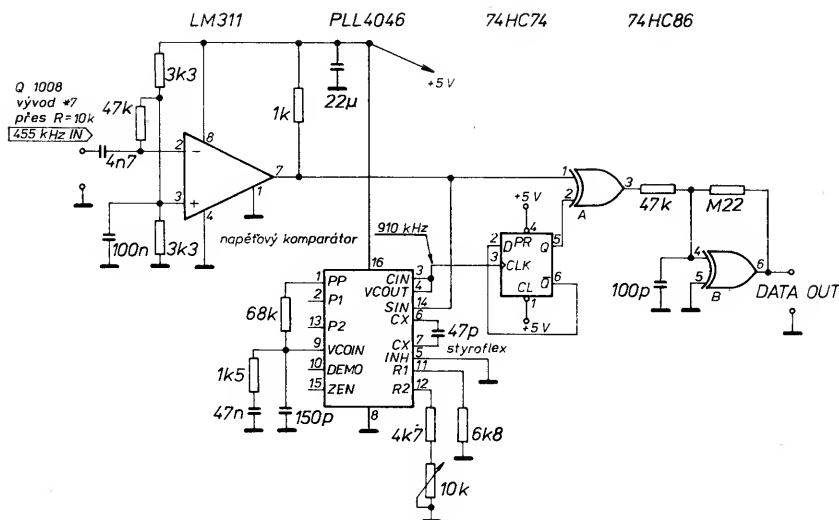 LM311 PLL4046 74HC74 74HC86
3k3
22µ
+5 V
1k
Q 1008
vývod *7
přes R=10k
455 kHz IN
47k
4n7
2 − 8
7
3 + 1
4
100n
3k3
napěťový komparátor
910 kHz
+5 V
4
2 D PR Q 5
3 CLK
Q 6
CL
1
+5 V
1
2 A 3
47k
M22
100p
4
5 B 6
DATA OUT
16
1 PP CIN 3
VCOUT 4
2 P1 SIN 14
CX 6
13 P2
47p
CX 7
styroflex
9 VCOIN INH 5
10 DEMO R1 11
15 ZEN R2 12
8
68k
1k5
47n
150p
4k7
6k8
10k